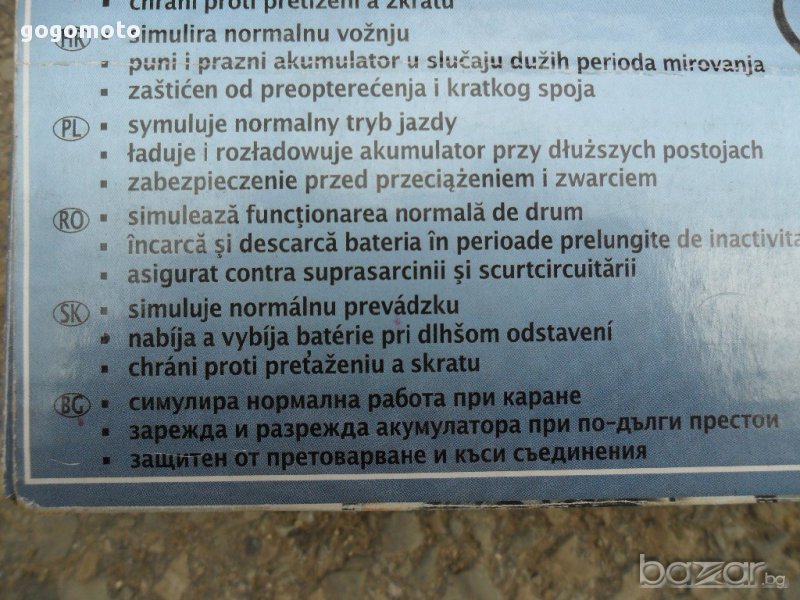 chrání proti přetížení a zkratu
gogomoto
HR ▪ simulira normalnu vožnju
▪ puni i prazni akumulator u slučaju dužih perioda mirovanja
▪ zaštićen od preopterećenja i kratkog spoja
PL ▪ symuluje normalny tryb jazdy
▪ ładuje i rozładowuje akumulator przy dłuższych postojach
▪ zabezpieczenie przed przeciążeniem i zwarciem
RO ▪ simulează funcționarea normală de drum
▪ încarcă și descarcă bateria în perioade prelungite de inactivita
▪ asigurat contra suprasarcinii și scurtcircuitării
SK ▪ simuluje normálnu prevádzku
▪ nabíja a vybíja batérie pri dlhšom odstavení
▪ chráni proti preťaženiu a skratu
BG ▪ симулира нормална работа при каране
▪ зарежда и разрежда акумулатора при по-дълги престои
▪ защитен от претоварване и къси съединения
bazar.bg